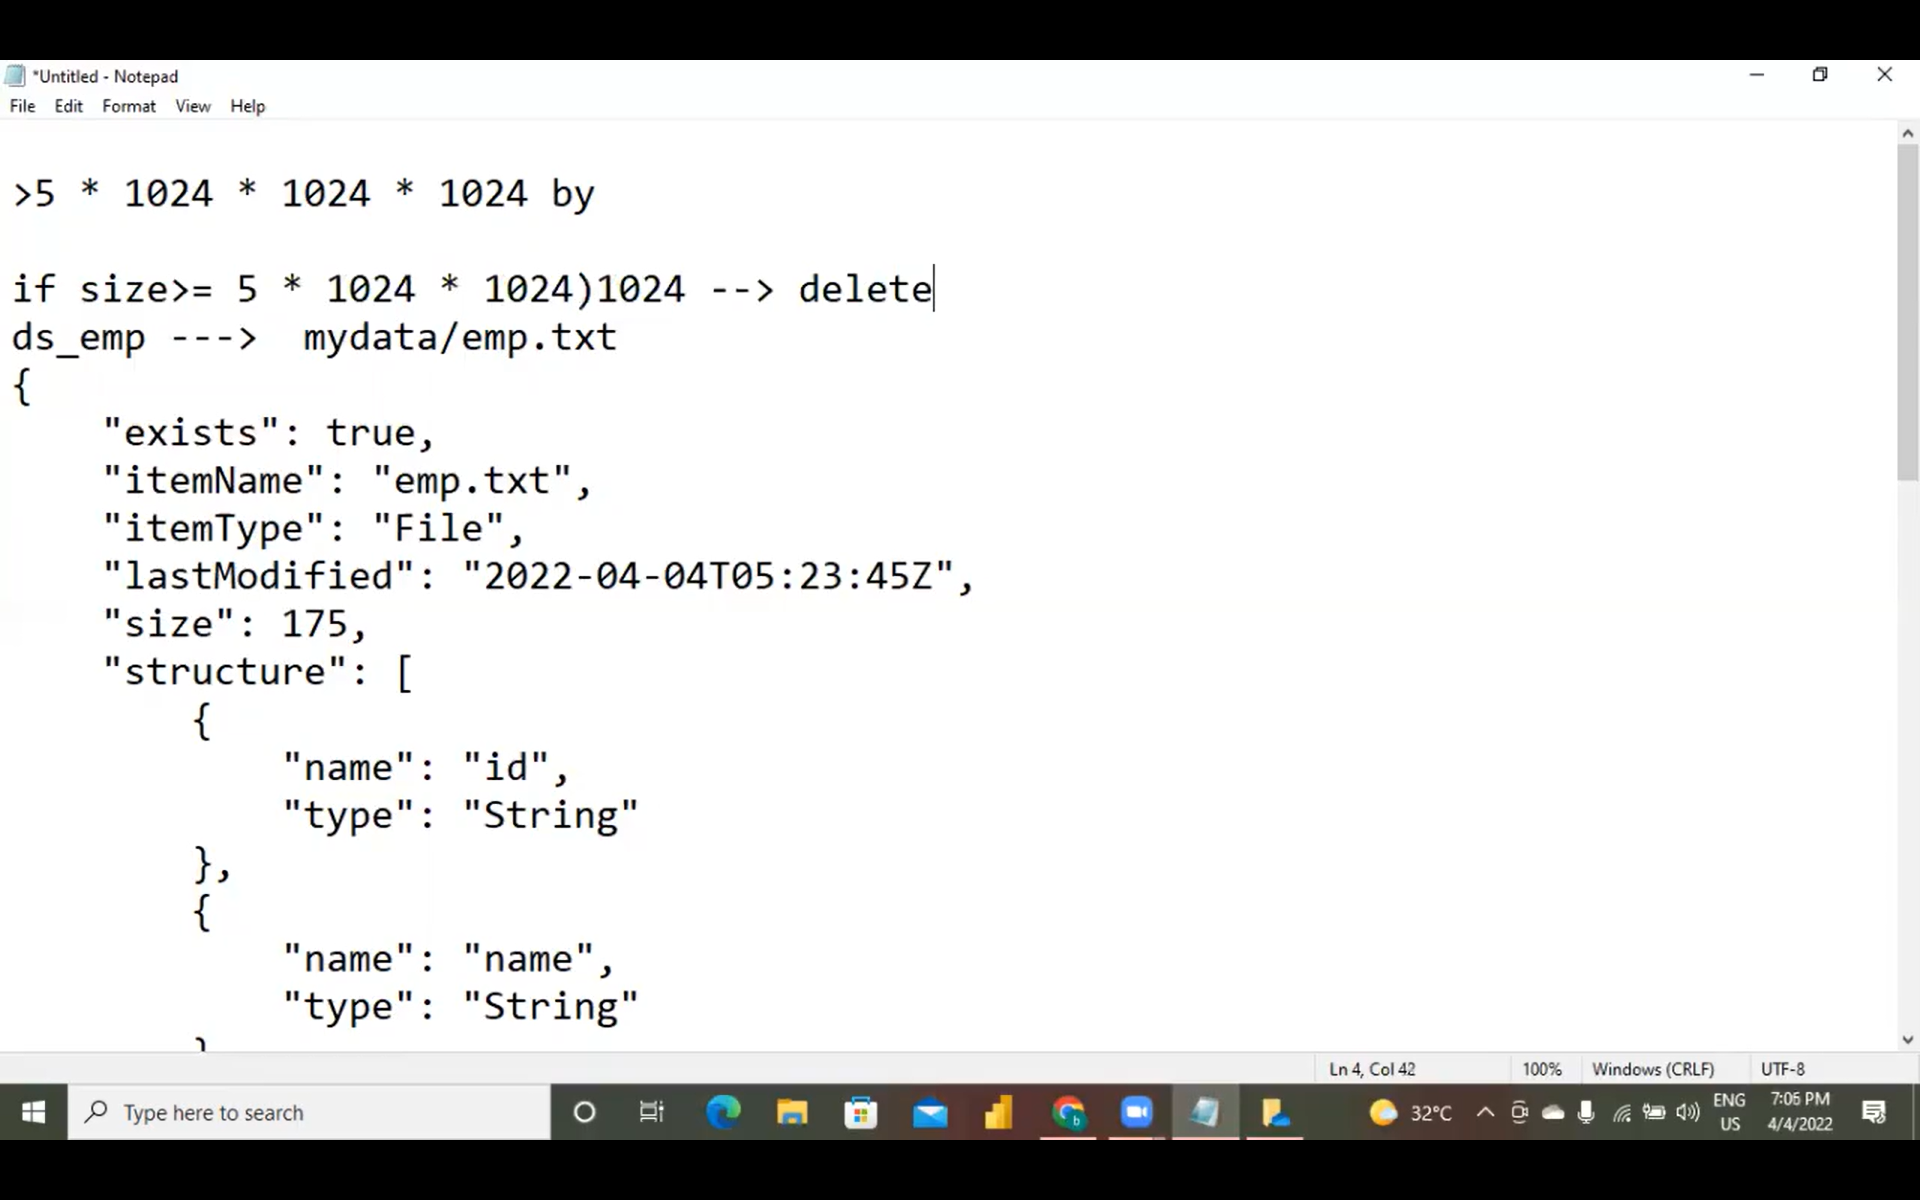 *Untitled - Notepad
File Edit Format View Help
>5 * 1024 * 1024 * 1024 by
if size>= 5 * 1024 * 1024)1024 --> delete
ds_emp --->  mydata/emp.txt
{
"exists": true,
"itemName": "emp.txt",
"itemType": "File",
"lastModified": "2022-04-04T05:23:45Z",
"size": 175,
"structure": [
{
"name": "id",
"type": "String"
},
{
"name": "name",
"type": "String"
}
Ln 4, Col 42 100% Windows (CRLF) UTF-8
Type here to search 32°C ENG US 7:06 PM 4/4/2022